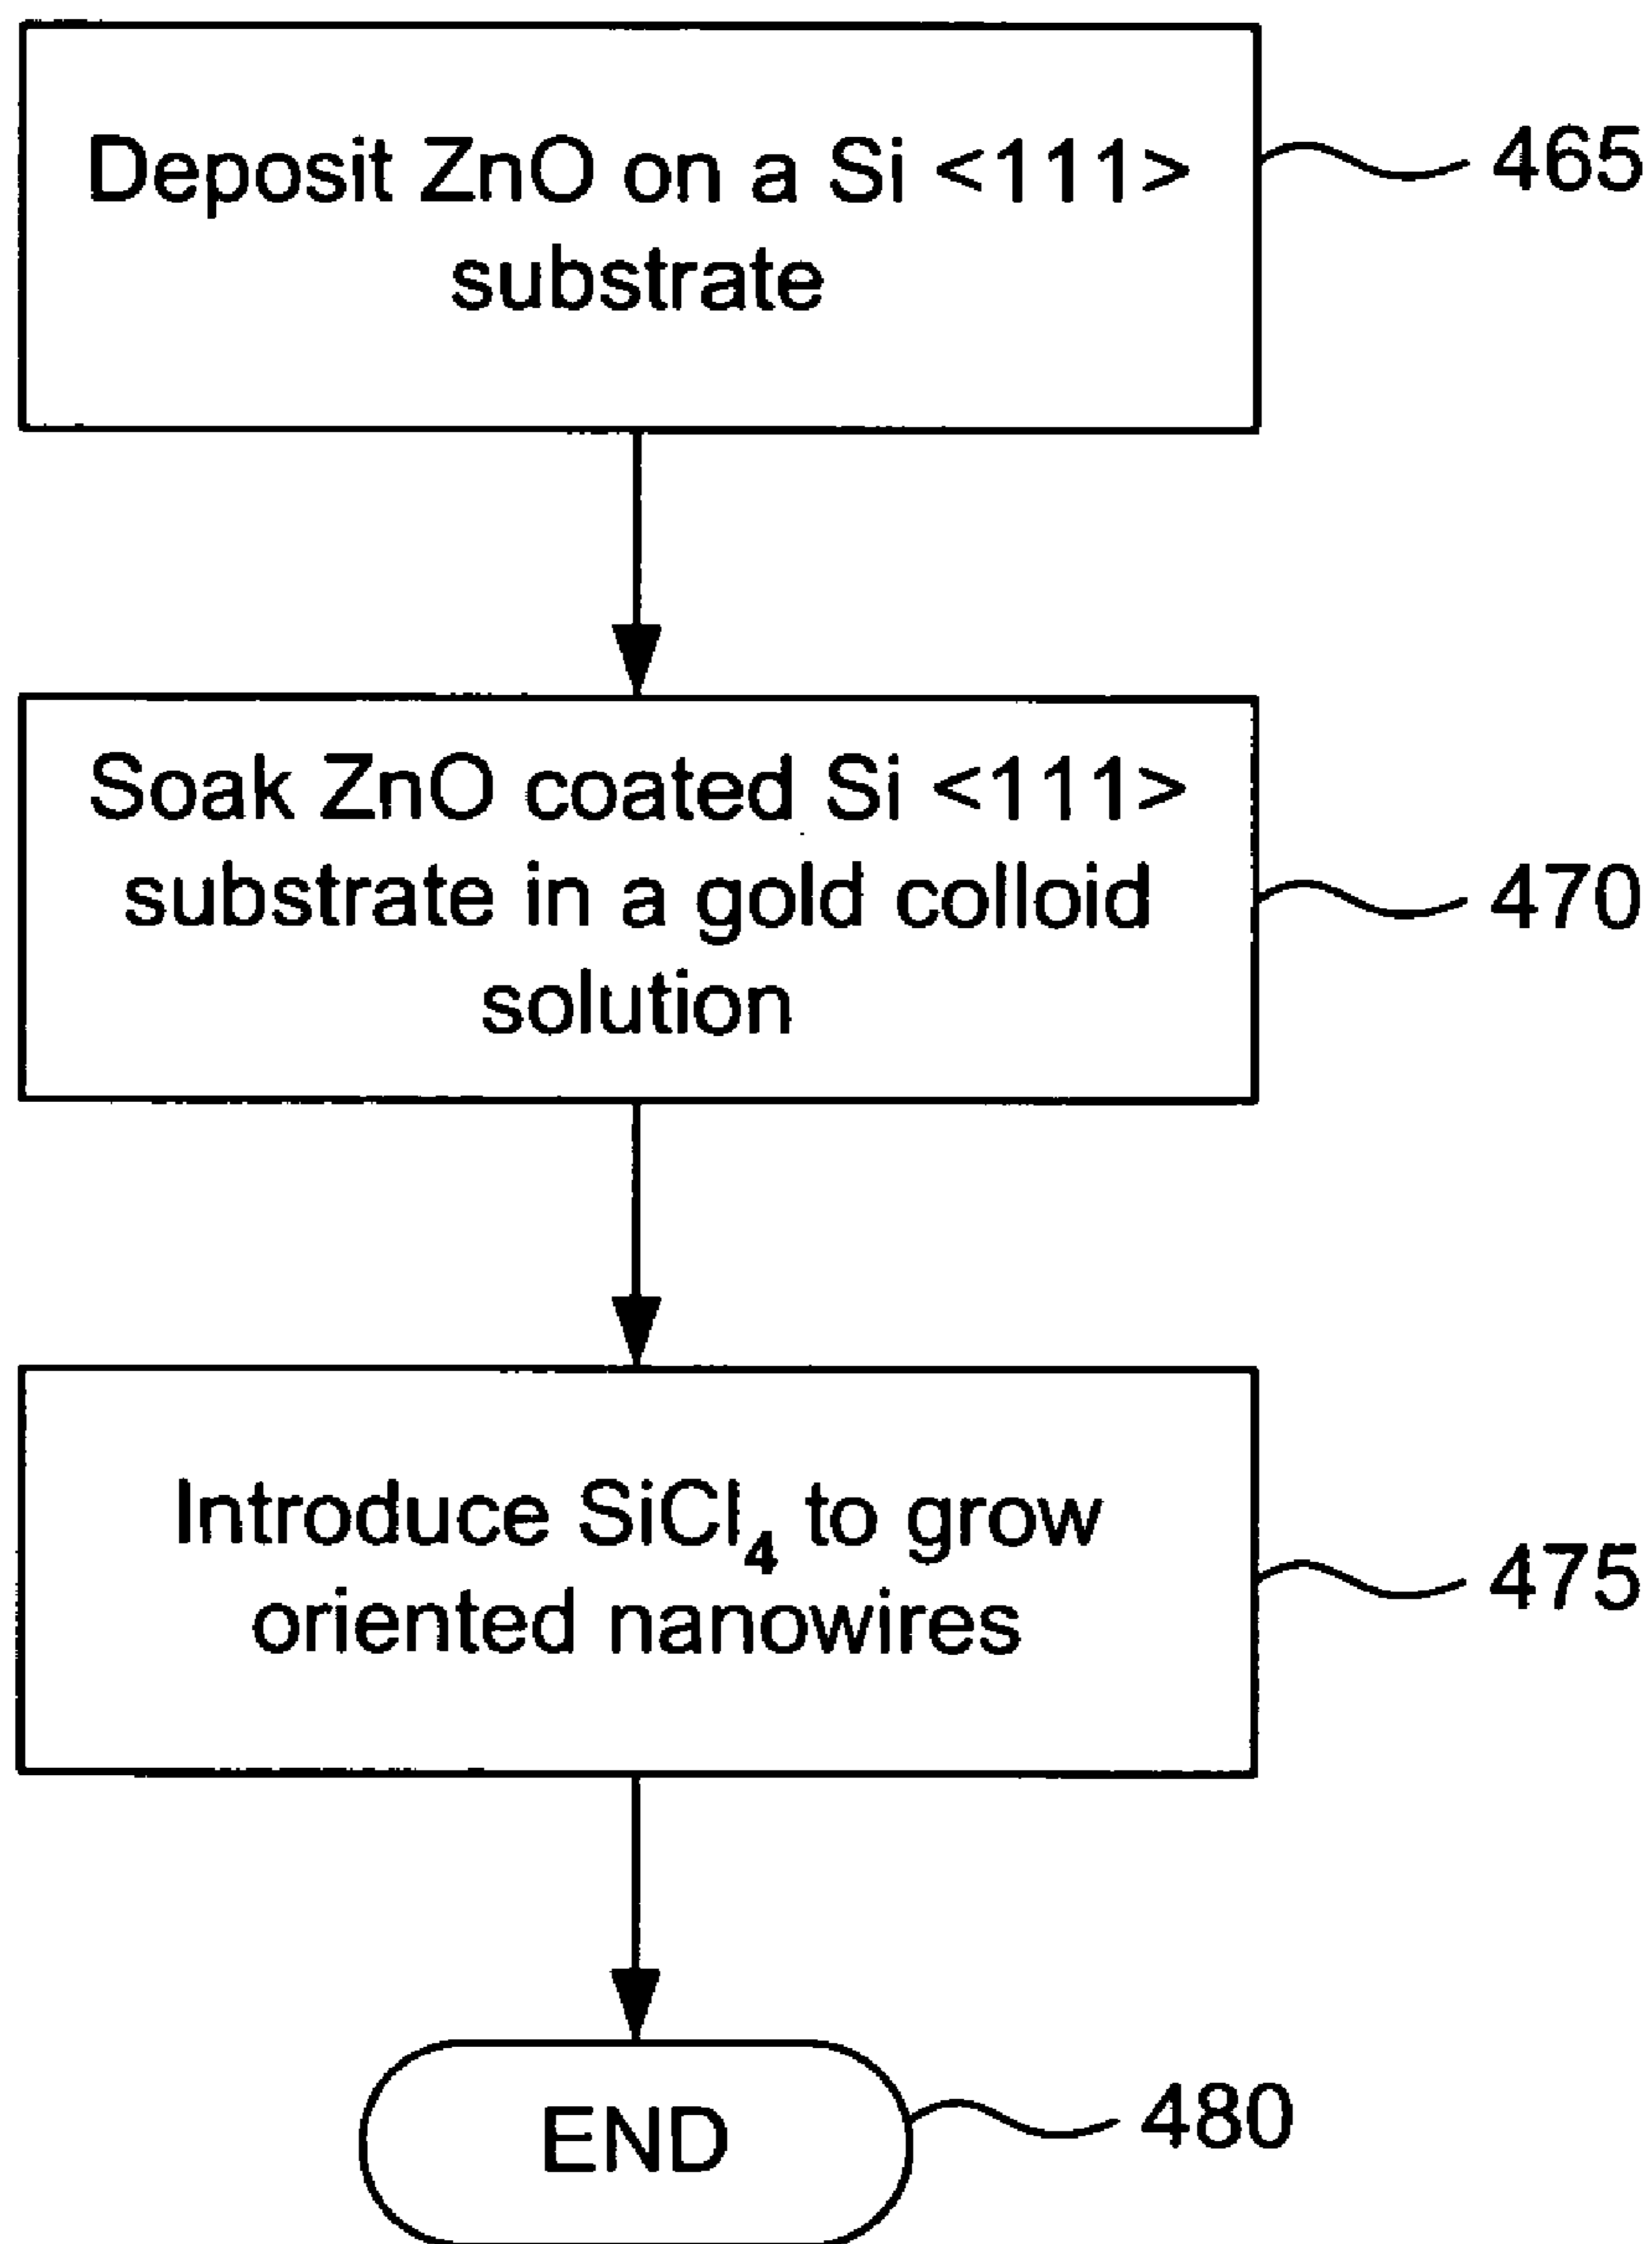 Deposit ZnO on a Si <111>
substrate
465
Soak ZnO coated Si <111>
substrate in a gold colloid
solution
470
Introduce SiCl₄ to grow
oriented nanowires
475
END
480